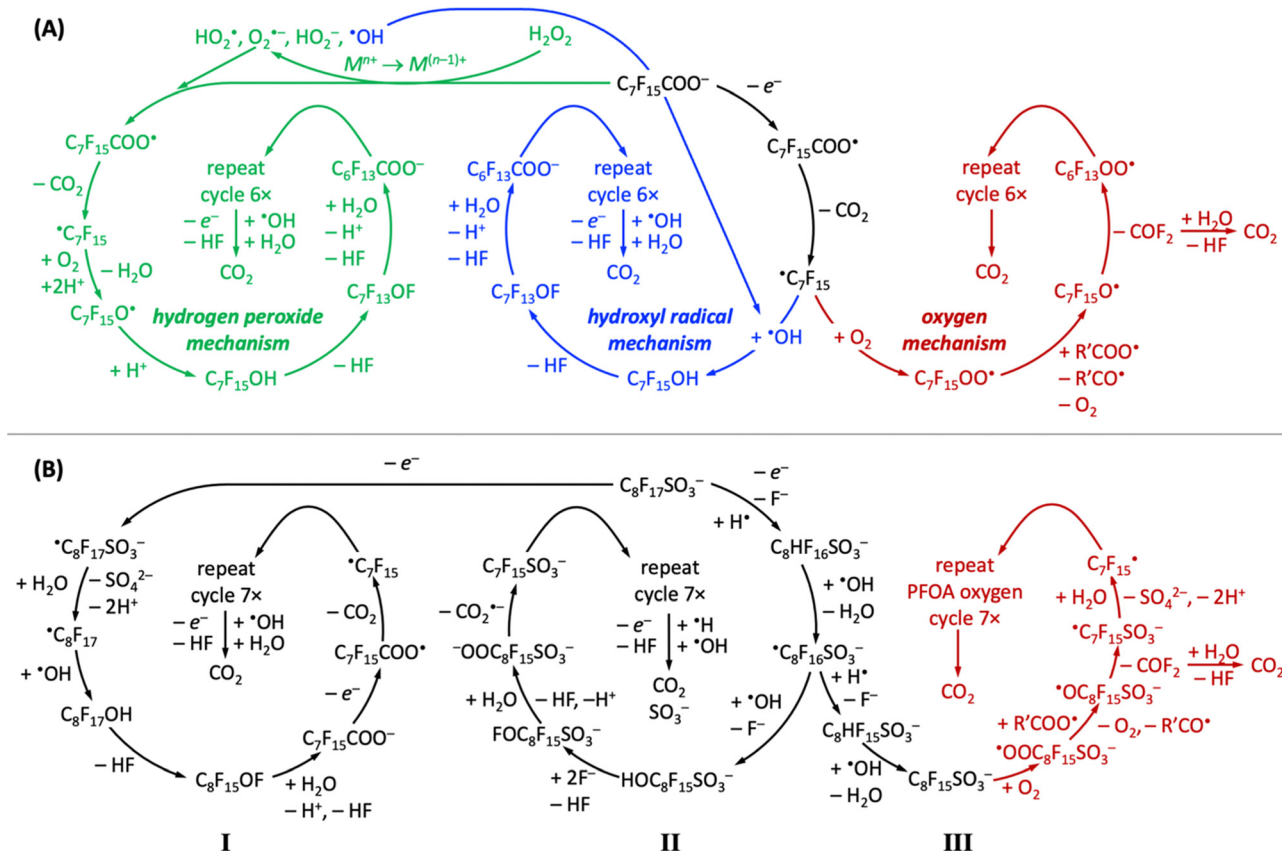 (A)
HO₂•, O₂•⁻, HO₂⁻, •OH
H₂O₂
Mⁿ⁺ → M⁽ⁿ⁻¹⁾⁺
C₇F₁₅COO⁻
– e⁻
C₇F₁₅COO•
– CO₂
•C₇F₁₅
+ O₂
+2H⁺
– H₂O
C₇F₁₅O•
+ H⁺
C₇F₁₅OH
– HF
C₇F₁₃OF
+ H₂O
– H⁺
– HF
C₆F₁₃COO⁻
repeat
cycle 6×
– e⁻
– HF
+ •OH
+ H₂O
CO₂
hydrogen peroxide
mechanism
C₆F₁₃COO⁻
repeat
cycle 6×
– e⁻
– HF
+ •OH
+ H₂O
CO₂
+ H₂O
– H⁺
– HF
C₇F₁₃OF
hydroxyl radical
mechanism
– HF
C₇F₁₅OH
+ •OH
C₇F₁₅COO•
– CO₂
•C₇F₁₅
+ O₂
oxygen
mechanism
C₇F₁₅OO•
+ R'COO•
– R'CO•
– O₂
C₇F₁₅O•
– COF₂
+ H₂O
– HF
CO₂
C₆F₁₃OO•
repeat
cycle 6×
CO₂
(B)
– e⁻
C₈F₁₇SO₃⁻
– e⁻
– F⁻
+ H•
•C₈F₁₇SO₃⁻
+ H₂O
– SO₄²⁻
– 2H⁺
•C₈F₁₇
+ •OH
C₈F₁₇OH
– HF
C₈F₁₅OF
+ H₂O
– H⁺, – HF
C₇F₁₅COO⁻
– e⁻
C₇F₁₅COO•
– CO₂
•C₇F₁₅
repeat
cycle 7×
– e⁻
– HF
+ •OH
+ H₂O
CO₂
I
C₇F₁₅SO₃⁻
– CO₂•⁻
⁻OOC₈F₁₅SO₃⁻
+ H₂O
– HF, –H⁺
FOC₈F₁₅SO₃⁻
+ 2F⁻
– HF
HOC₈F₁₅SO₃⁻
+ •OH
– F⁻
repeat
cycle 7×
– e⁻
– HF
+ •H
+ •OH
CO₂
SO₃⁻
II
C₈HF₁₆SO₃⁻
+ •OH
– H₂O
•C₈F₁₆SO₃⁻
+ H•
– F⁻
C₈HF₁₅SO₃⁻
+ •OH
– H₂O
C₈F₁₅SO₃⁻
+ O₂
•OOC₈F₁₅SO₃⁻
+ R'COO•
– O₂, – R'CO•
•OC₈F₁₅SO₃⁻
– COF₂
+ H₂O
– HF
CO₂
•C₇F₁₅SO₃⁻
+ H₂O
– SO₄²⁻, – 2H⁺
C₇F₁₅•
repeat
PFOA oxygen
cycle 7×
CO₂
III